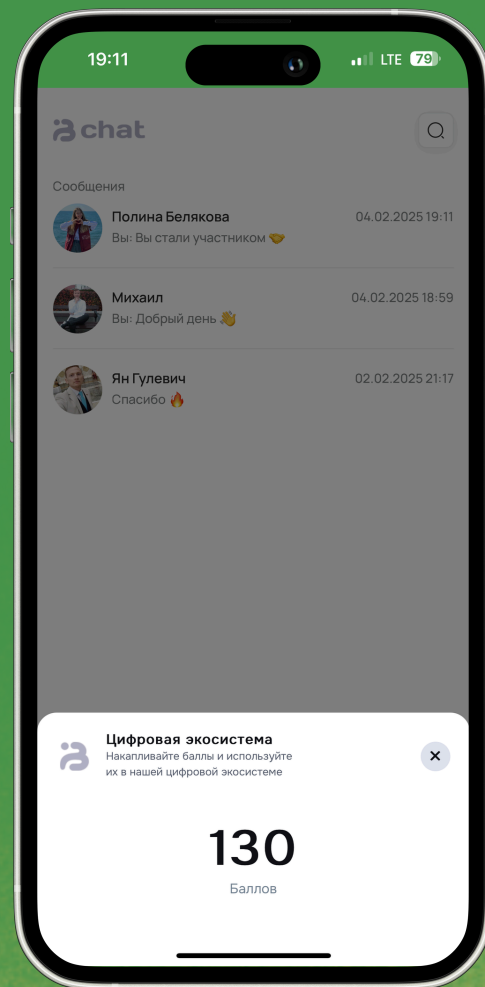 19:11 LTE 79
chat
Сообщения
Полина Белякова 04.02.2025 19:11
Вы: Вы стали участником 🤝
Михаил 04.02.2025 18:59
Вы: Добрый день 👋
Ян Гулевич 02.02.2025 21:17
Спасибо 🔥
Цифровая экосистема
Накапливайте баллы и используйте
их в нашей цифровой экосистеме
130
Баллов